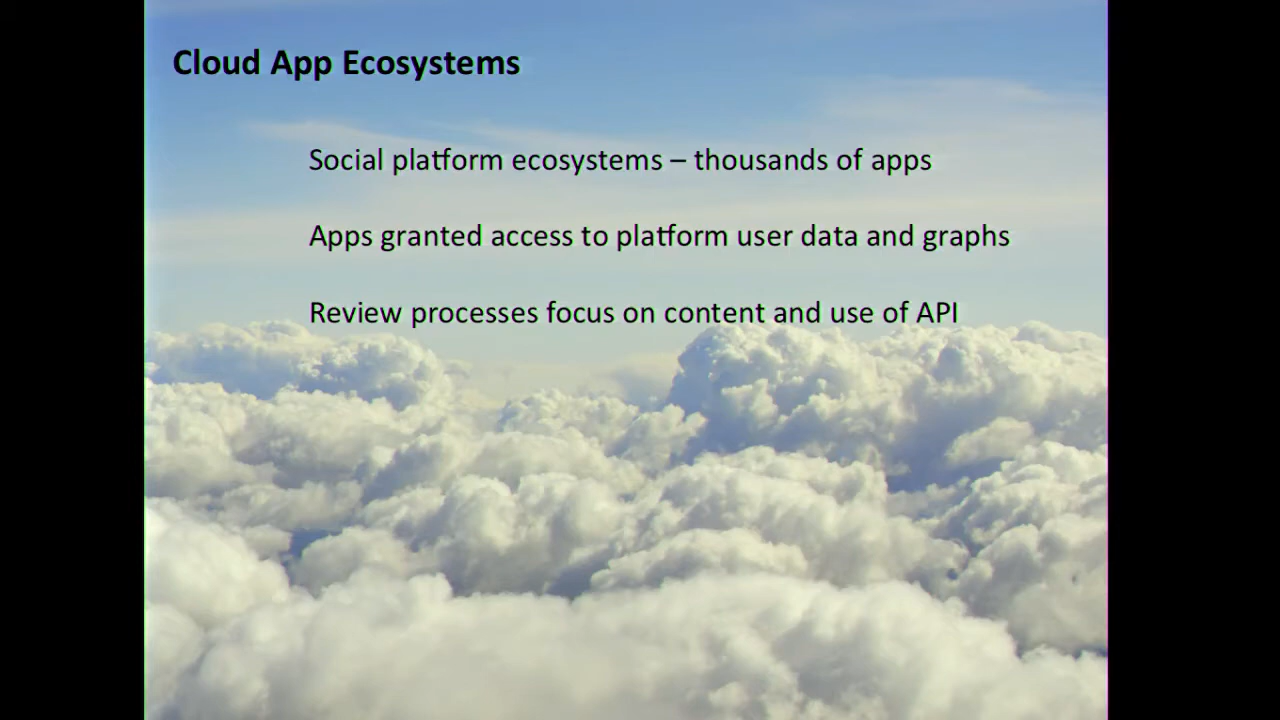 Cloud App Ecosystems
Social platform ecosystems – thousands of apps
Apps granted access to platform user data and graphs
Review processes focus on content and use of API